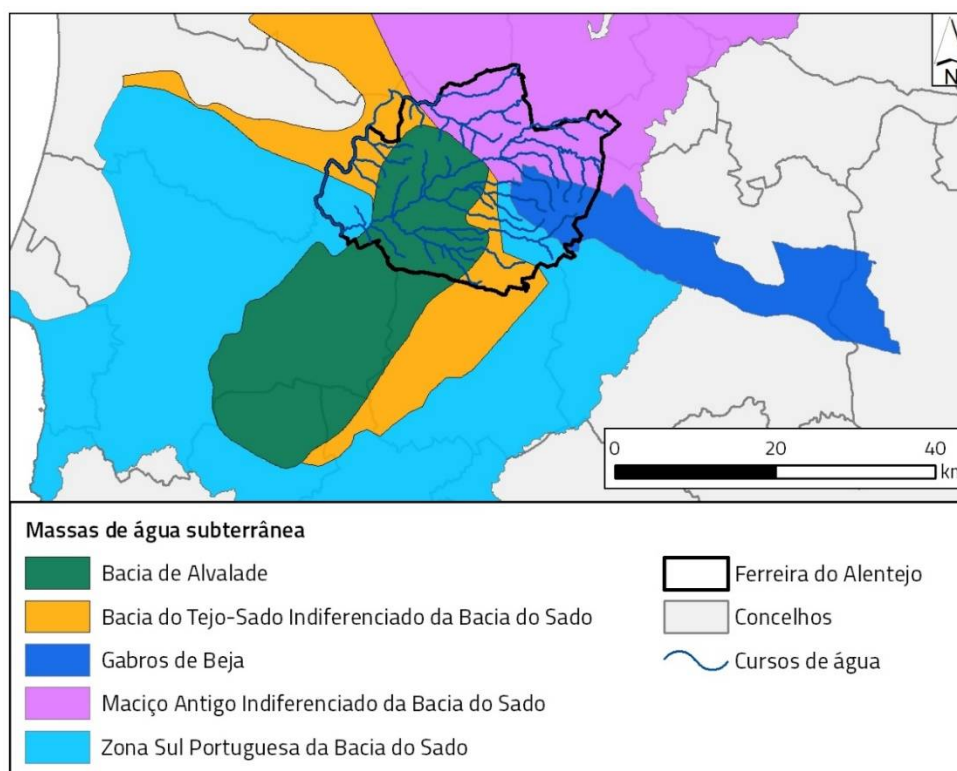 N
0 20 40
km
Massas de água subterrânea
Bacia de Alvalade
Bacia do Tejo-Sado Indiferenciado da Bacia do Sado
Gabros de Beja
Maciço Antigo Indiferenciado da Bacia do Sado
Zona Sul Portuguesa da Bacia do Sado
Ferreira do Alentejo
Concelhos
Cursos de água